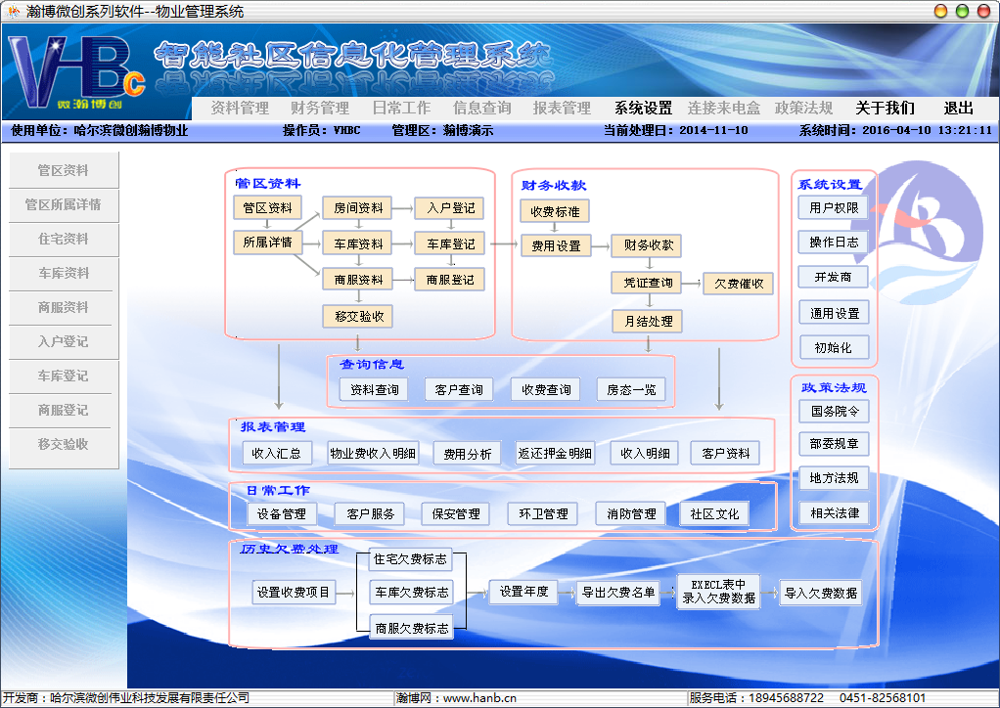 瀚博微创系列软件--物业管理系统
VHBC
微瀚博创
智能社区信息化管理系统
资料管理 财务管理 日常工作 信息查询 报表管理 系统设置 连接来电盒 政策法规 关于我们 退出
使用单位：哈尔滨微创瀚博物业 操作员：VHBC 管理区：瀚博演示 当前处理日：2014-11-10 系统时间：2016-04-10 13:21:11
管区资料
管区所属详情
住宅资料
车库资料
商服资料
入户登记
车库登记
商服登记
移交验收
管区资料
管区资料 房间资料 入户登记
所属详情 车库资料 车库登记
商服资料 商服登记
移交验收
财务收款
收费标准
费用设置 财务收款
凭证查询 欠费催收
月结处理
系统设置
用户权限
操作日志
开发商
通用设置
初始化
查询信息
资料查询 客户查询 收费查询 房态一览
政策法规
国务院令
部委规章
地方法规
相关法律
报表管理
收入汇总 物业费收入明细 费用分析 返还押金明细 收入明细 客户资料
日常工作
设备管理 客户服务 保安管理 环卫管理 消防管理 社区文化
历史欠费处理
设置收费项目
住宅欠费标志
车库欠费标志
商服欠费标志
设置年度 导出欠费名单
EXECL表中
录入欠费数据
导入欠费数据
开发商：哈尔滨微创伟业科技发展有限责任公司 瀚博网：www.hanb.cn 服务电话：18945688722 0451-82568101